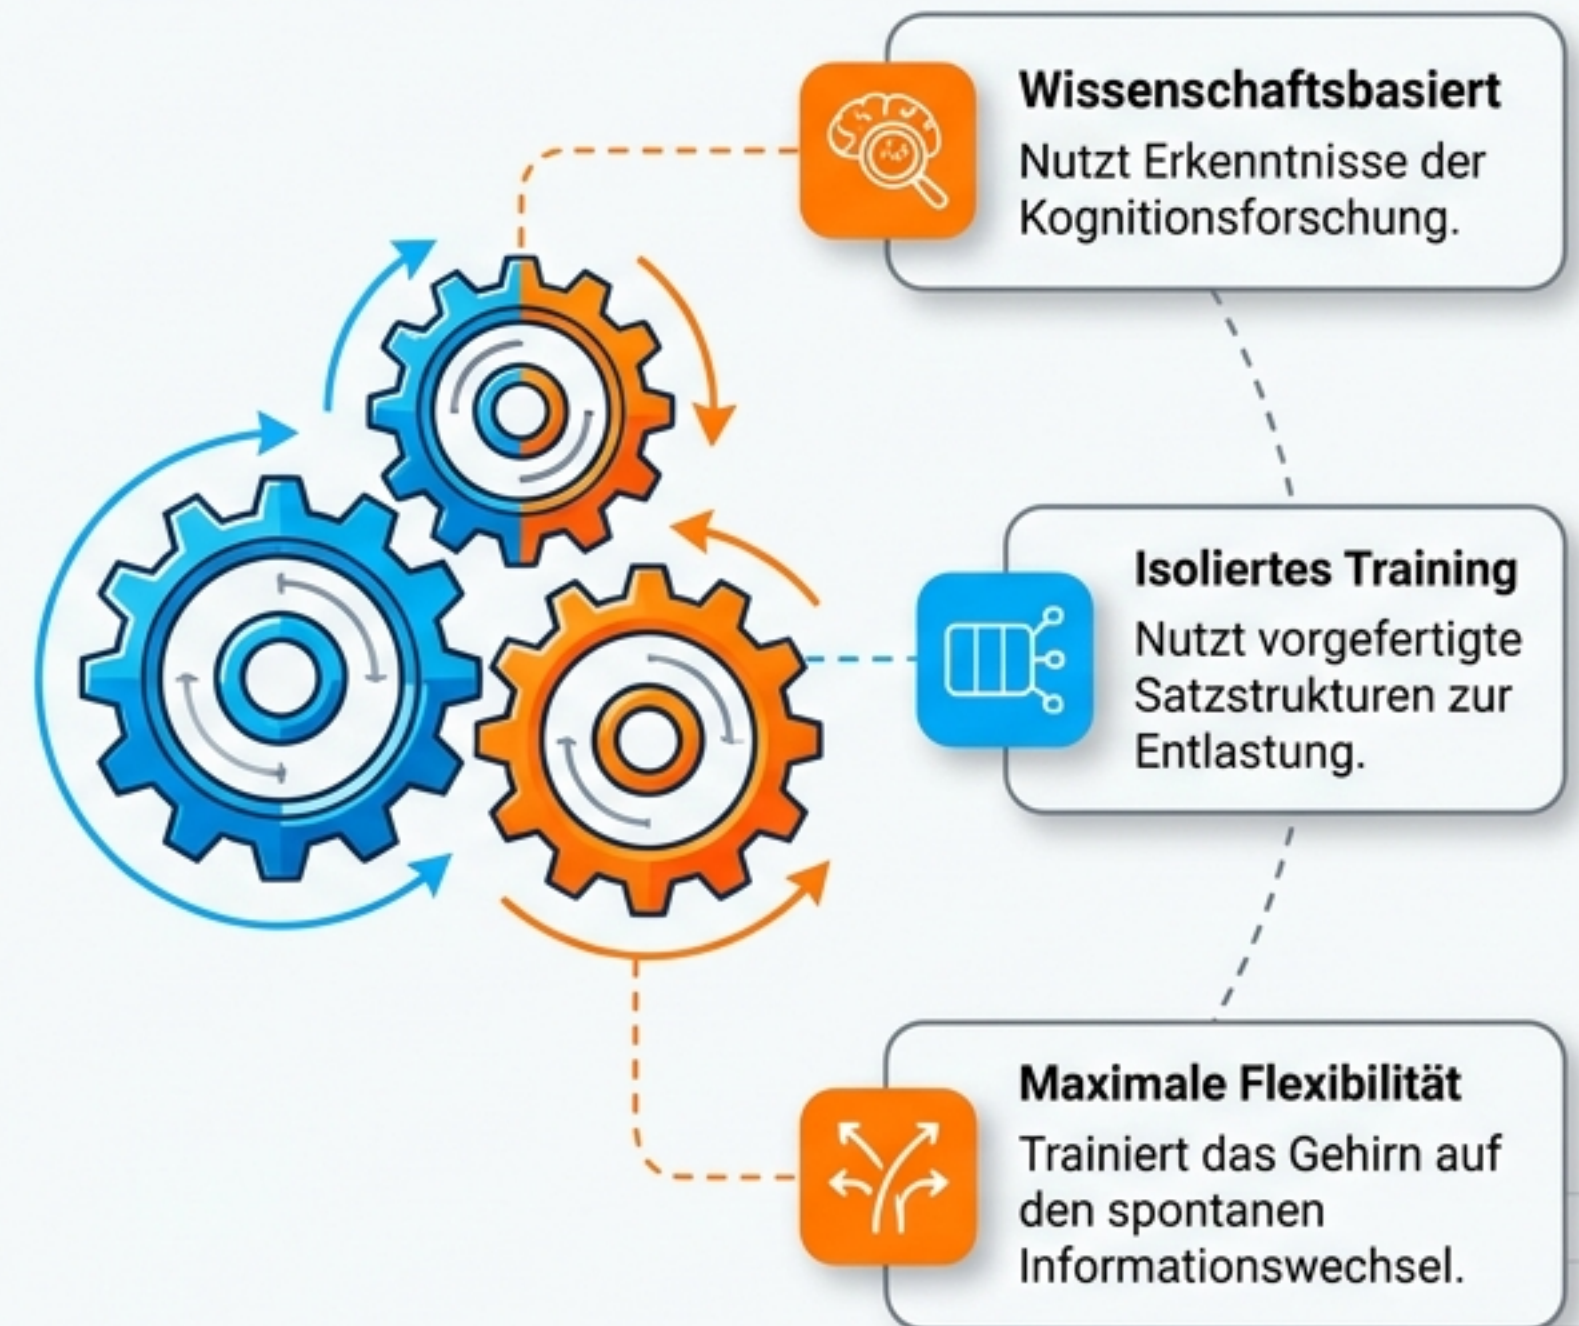 Wissenschaftsbasiert
Nutzt Erkenntnisse der
Kognitionsforschung.
Isoliertes Training
Nutzt vorgefertigte
Satzstrukturen zur
Entlastung.
Maximale Flexibilität
Trainiert das Gehirn auf
den spontanen
Informationswechsel.